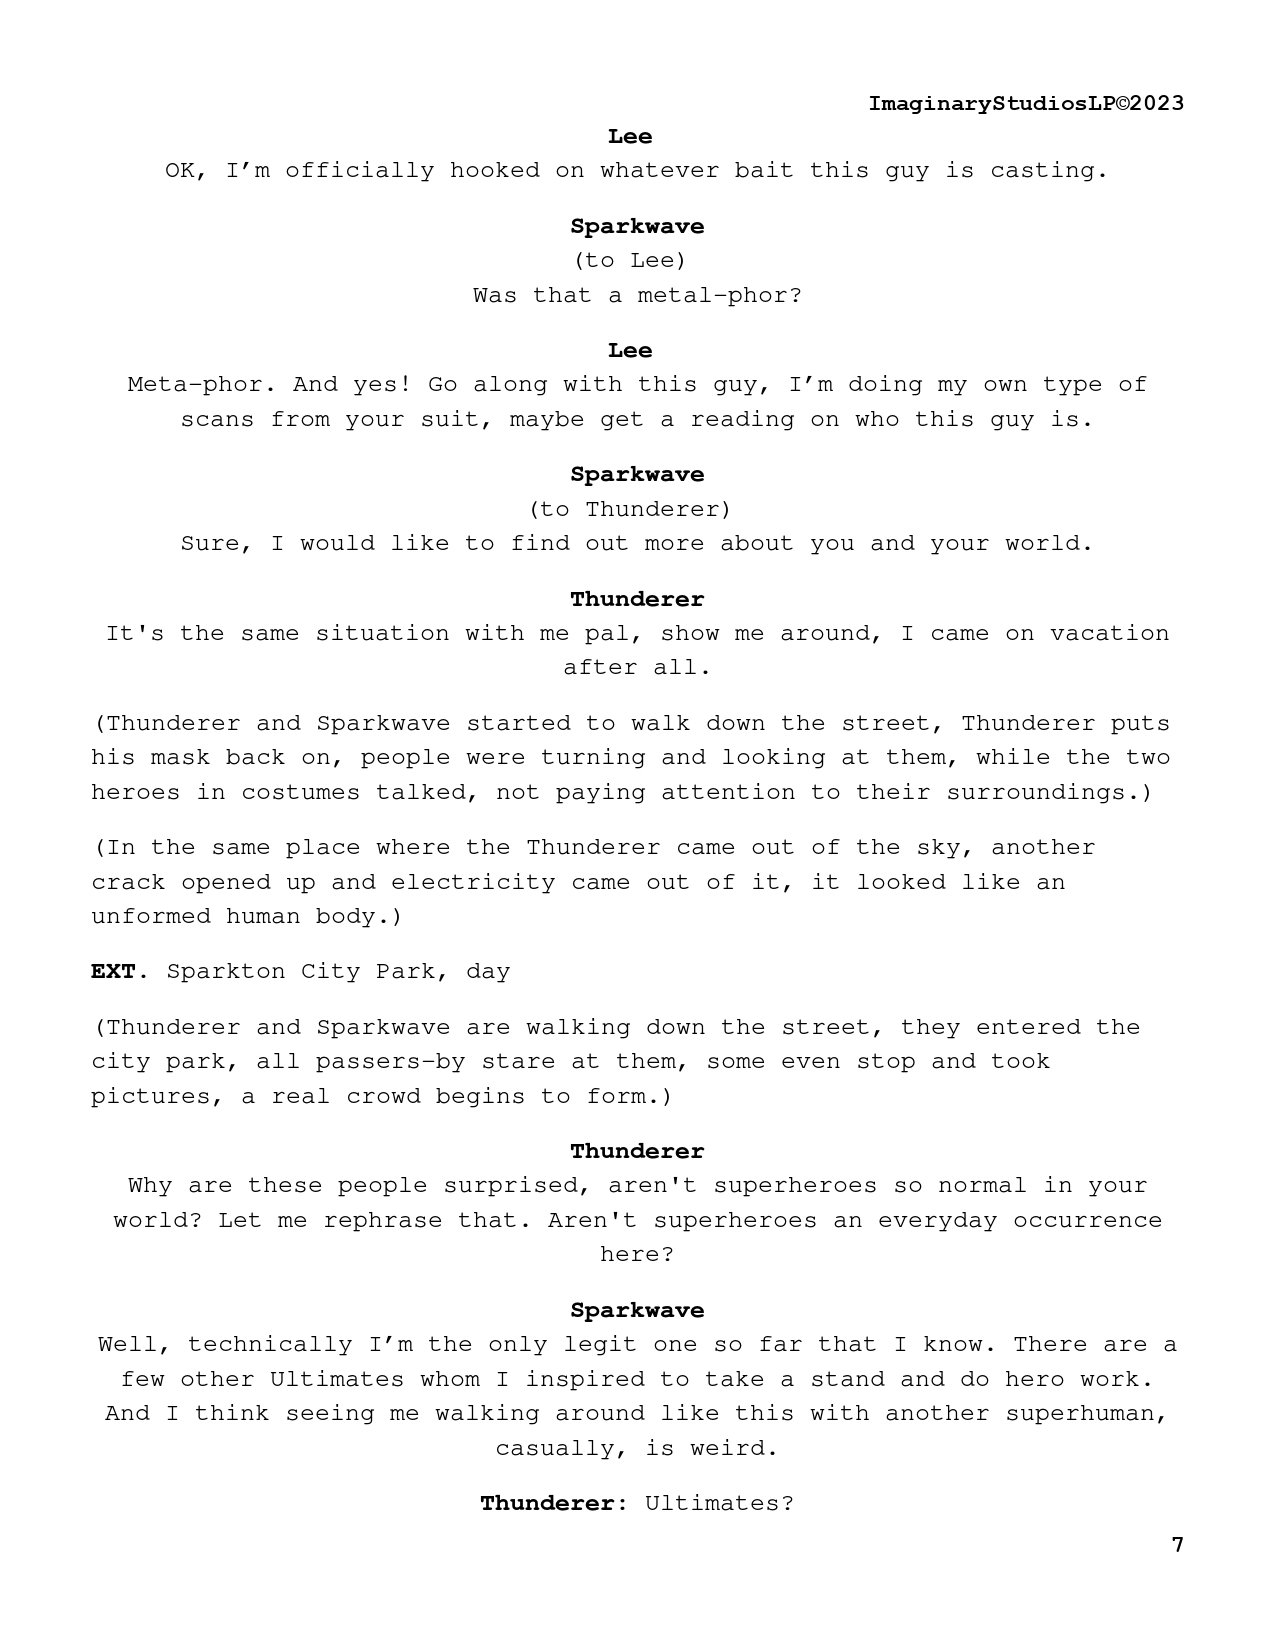 ImaginaryStudiosLP©2023
Lee
OK, I’m officially hooked on whatever bait this guy is casting.
Sparkwave
(to Lee)
Was that a metal-phor?
Lee
Meta-phor. And yes! Go along with this guy, I’m doing my own type of
scans from your suit, maybe get a reading on who this guy is.
Sparkwave
(to Thunderer)
Sure, I would like to find out more about you and your world.
Thunderer
It's the same situation with me pal, show me around, I came on vacation
after all.
(Thunderer and Sparkwave started to walk down the street, Thunderer puts
his mask back on, people were turning and looking at them, while the two
heroes in costumes talked, not paying attention to their surroundings.)
(In the same place where the Thunderer came out of the sky, another
crack opened up and electricity came out of it, it looked like an
unformed human body.)
EXT. Sparkton City Park, day
(Thunderer and Sparkwave are walking down the street, they entered the
city park, all passers-by stare at them, some even stop and took
pictures, a real crowd begins to form.)
Thunderer
Why are these people surprised, aren't superheroes so normal in your
world? Let me rephrase that. Aren't superheroes an everyday occurrence
here?
Sparkwave
Well, technically I’m the only legit one so far that I know. There are a
few other Ultimates whom I inspired to take a stand and do hero work.
And I think seeing me walking around like this with another superhuman,
casually, is weird.
Thunderer: Ultimates?
7